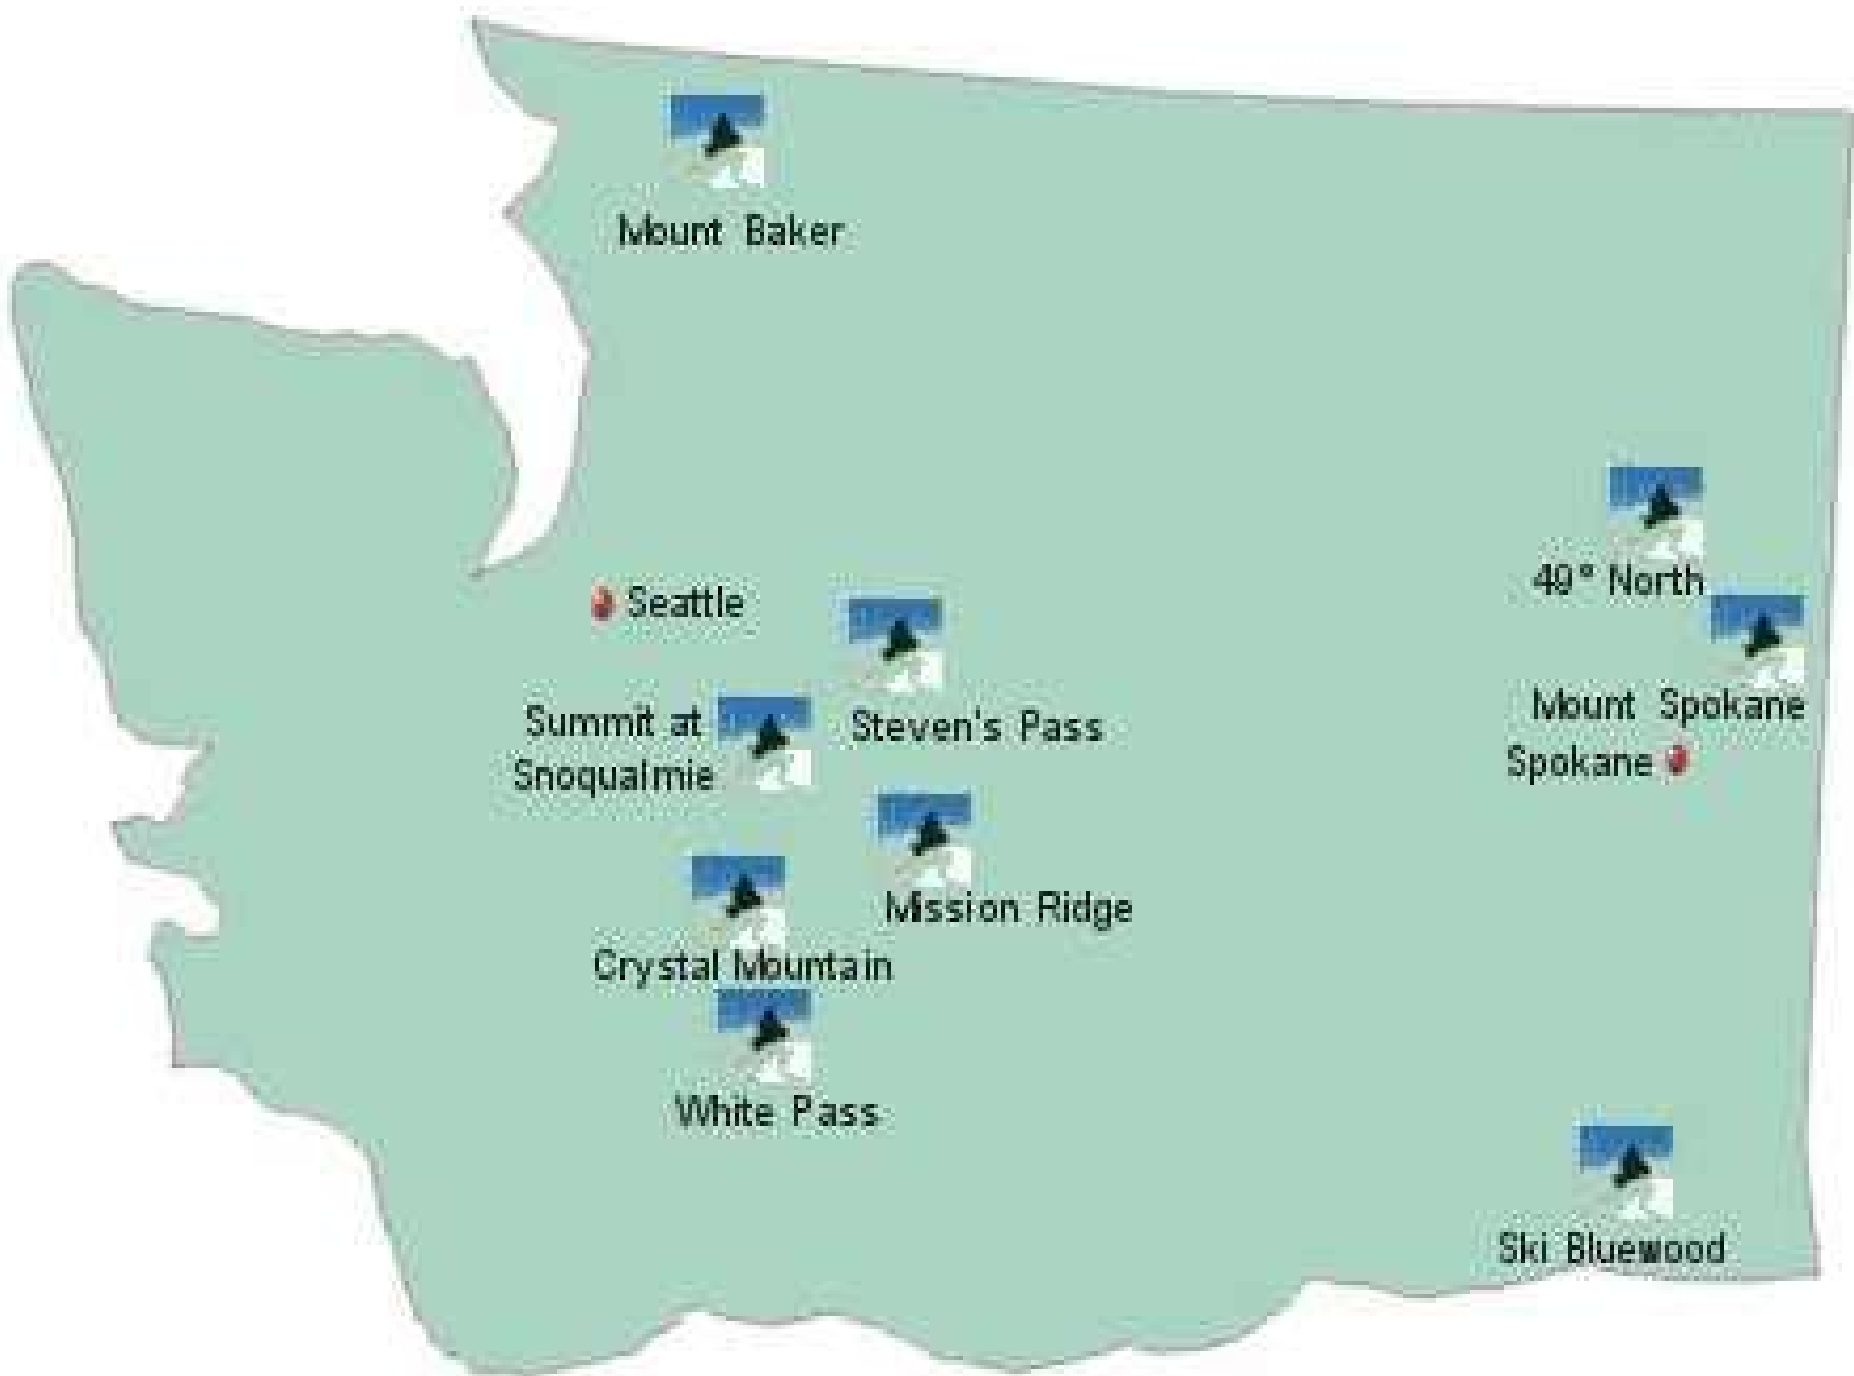 Mount Baker
49° North
Seattle
Mount Spokane
Summit at
Snoqualmie
Steven's Pass
Spokane
Mission Ridge
Crystal Mountain
White Pass
Ski Bluewood